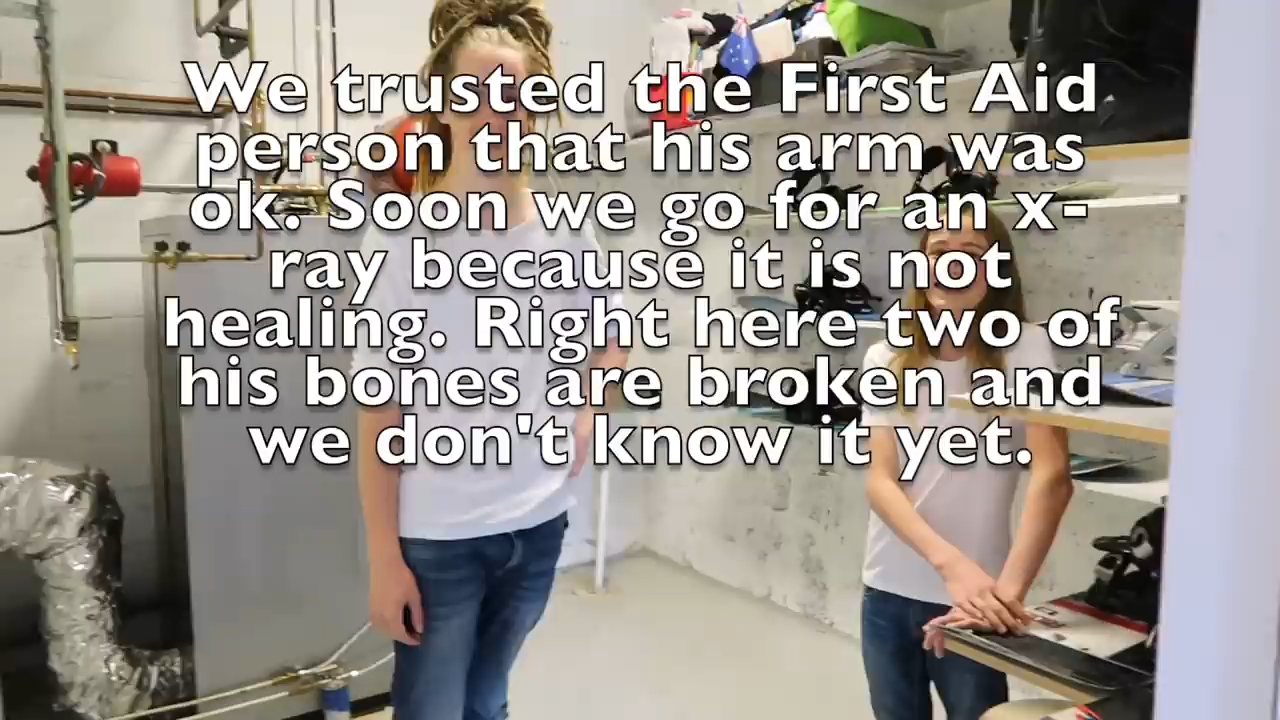 We trusted the First Aid
person that his arm was
ok. Soon we go for an x-
ray because it is not
healing. Right here two of
his bones are broken and
we don't know it yet.